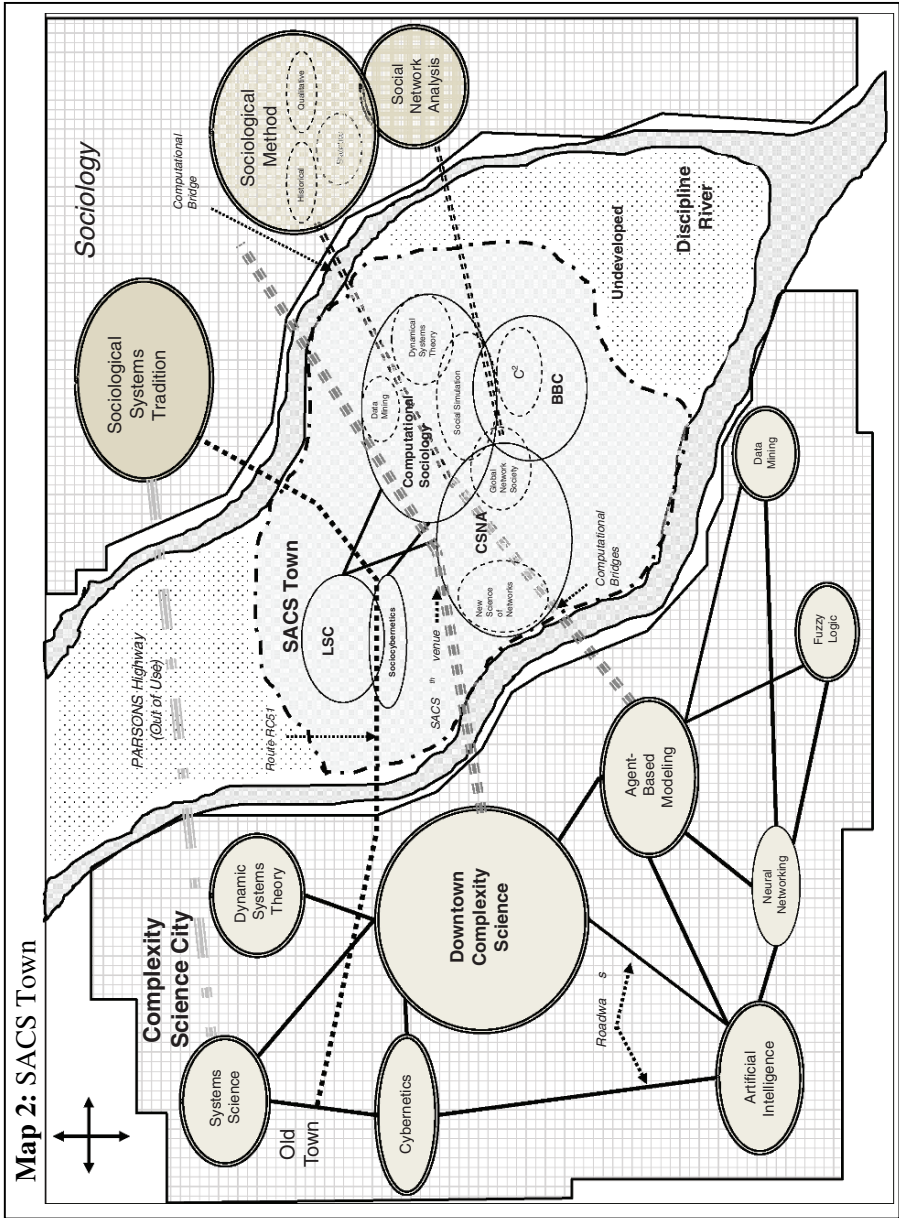 Map 2: SACS Town
Complexity
Science City
Systems
Science
Old
Town
Cybernetics
Dynamic
Systems
Theory
Downtown
Complexity
Science
Roadwa s
Artificial
Intelligence
Agent-
Based
Modeling
Neural
Networking
Fuzzy
Logic
Data
Mining
PARSONS Highway
(Out of Use)
Route RC51
SACS Town
LSC
Sociocybernetics
SACS th venue
Computational
Sociology
Data
Mining
Dynamical
Systems
Theory
Social Simulation
CSNA
New
Science
of
Networks
Global
Network
Society
C2
BBC
Computational
Bridges
Undeveloped
Discipline
River
Sociology
Sociological
Systems
Tradition
Computational
Bridge
Sociological
Method
Historical
Qualitative
Social
Network
Analysis